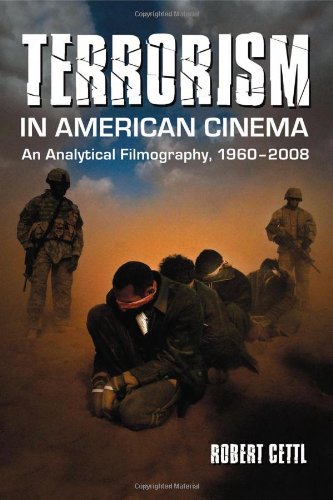 TERRORISM
IN AMERICAN CINEMA
An Analytical Filmography, 1960–2008
ROBERT CETTL